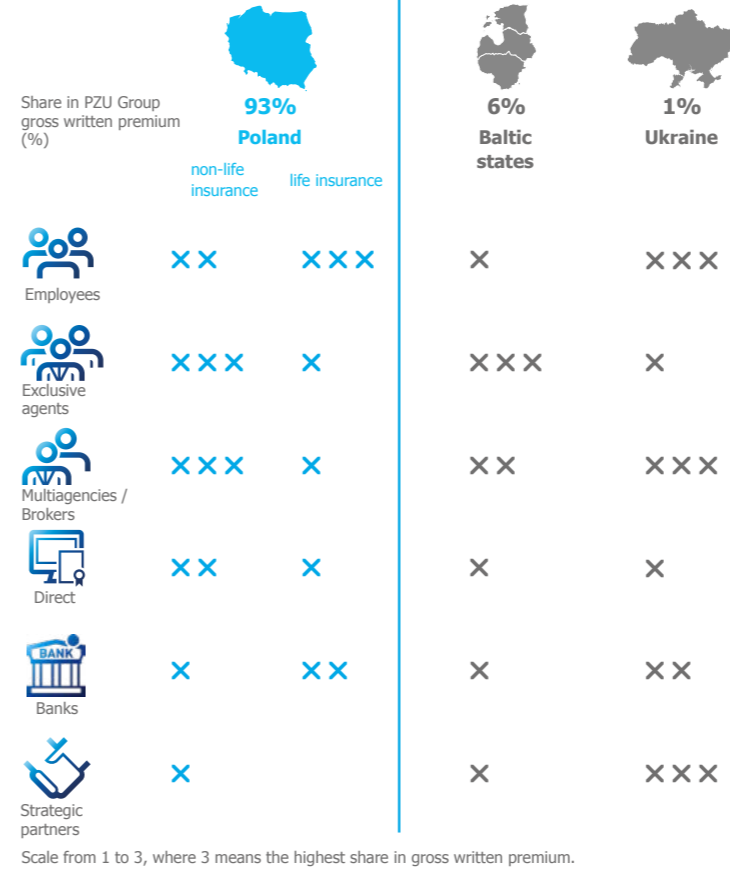 Share in PZU Group
gross written premium
(%)
93%
Poland
6%
Baltic
states
1%
Ukraine
non-life
insurance
life insurance
Employees
Exclusive
agents
Multiagencies /
Brokers
Direct
BANK
Banks
Strategic
partners
Scale from 1 to 3, where 3 means the highest share in gross written premium.